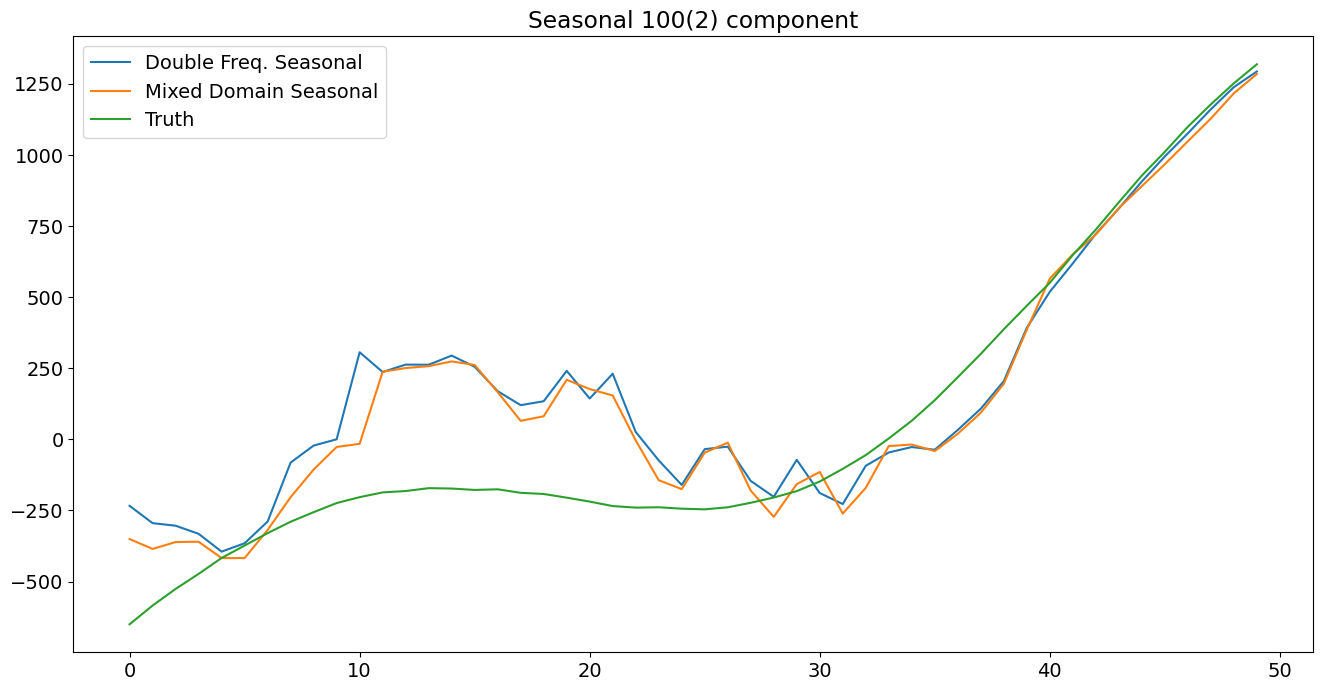 Seasonal 100(2) component
Double Freq. Seasonal
Mixed Domain Seasonal
Truth
1250
1000
750
500
250
0
−250
−500
0 10 20 30 40 50